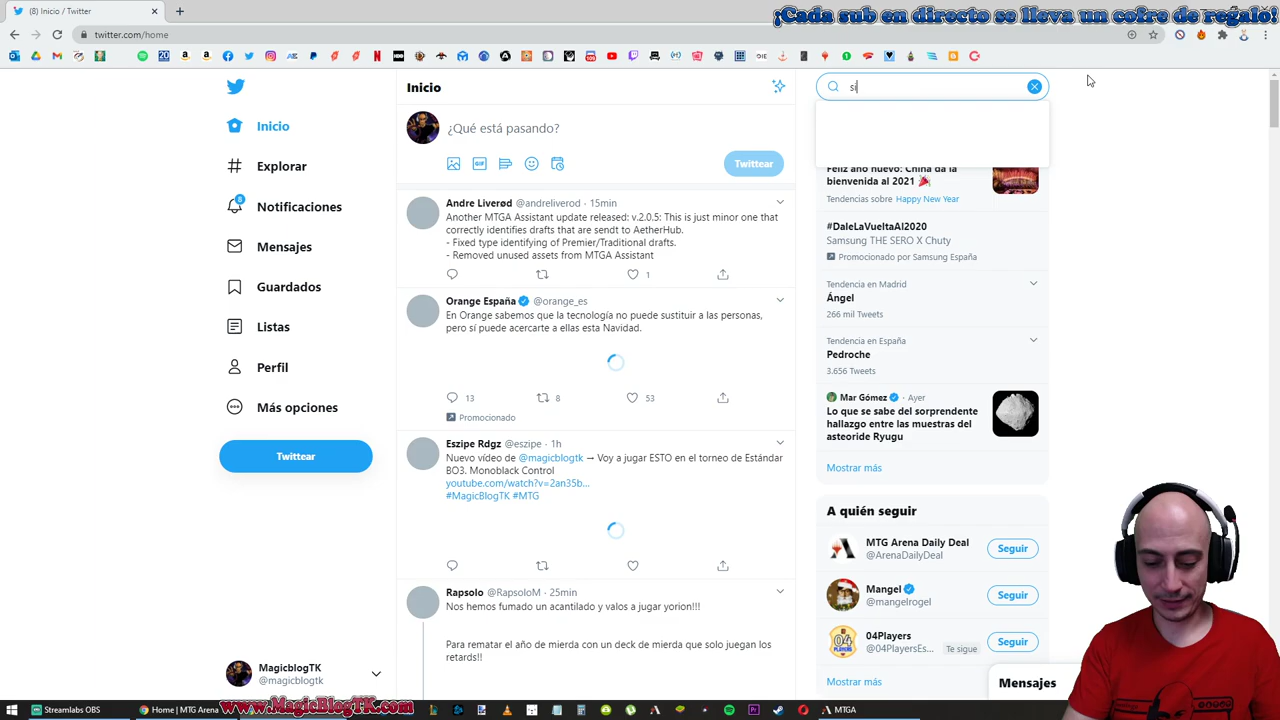 (8) Inicio / Twitter
¡Cada sub en directo se lleva un cofre de regalo!
twitter.com/home
Inicio
Explorar
Notificaciones
8
Mensajes
Guardados
Listas
Perfil
Más opciones
Twittear
MagicblogTK
@magicblogtk
Inicio
¿Qué está pasando?
GIF
Twittear
Andre Liverød @andreliverod · 15min
Another MTGA Assistant update released: v.2.0.5: This is just minor one that
correctly identifies drafts that are sendt to AetherHub.
- Fixed type identifying of Premier/Traditional drafts.
- Removed unused assets from MTGA Assistant
1
Orange España @orange_es
En Orange sabemos que la tecnología no puede sustituir a las personas,
pero sí puede acercarte a ellas esta Navidad.
13 8 53
Promocionado
Eszipe Rdgz @eszipe · 1h
Nuevo vídeo de @magicblogtk → Voy a jugar ESTO en el torneo de Estándar
BO3. Monoblack Control
youtube.com/watch?v=2an35b...
#MagicBlogTK #MTG
Rapsolo @RapsoloM · 25min
Nos hemos fumado un acantilado y valos a jugar yorion!!!
Para rematar el año de mierda con un deck de mierda que solo juegan los
retards!!
si
Feliz año nuevo: China da la
bienvenida al 2021
Tendencias sobre Happy New Year
#DaleLaVueltaAl2020
Samsung THE SERO X Chuty
Promocionado por Samsung España
Tendencia en Madrid
Ángel
266 mil Tweets
Tendencia en España
Pedroche
3.656 Tweets
Mar Gómez · Ayer
Lo que se sabe del sorprendente
hallazgo entre las muestras del
asteoride Ryugu
Mostrar más
A quién seguir
MTG Arena Daily Deal
@ArenaDailyDeal
Seguir
Mangel
@mangelrogel
Seguir
04Players
@04PlayersEs... Te sigue
Seguir
Mostrar más
Mensajes
www.MagicBlogTK.com
Streamlabs OBS
Home | MTG Arena
MTGA